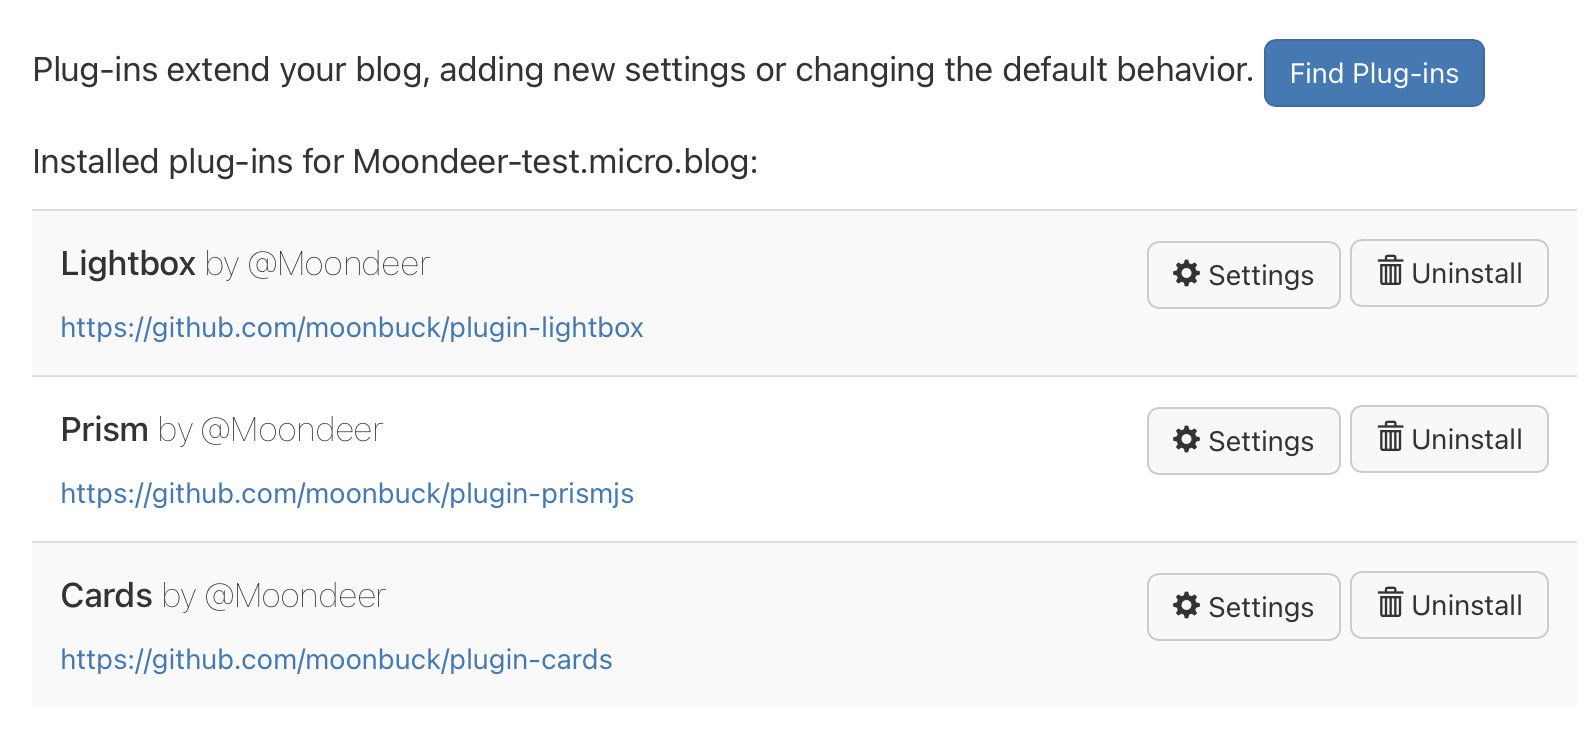 Plug-ins extend your blog, adding new settings or changing the default behavior. Find Plug-ins
Installed plug-ins for Moondeer-test.micro.blog:
Lightbox by @Moondeer Settings Uninstall
https://github.com/moonbuck/plugin-lightbox
Prism by @Moondeer Settings Uninstall
https://github.com/moonbuck/plugin-prismjs
Cards by @Moondeer Settings Uninstall
https://github.com/moonbuck/plugin-cards